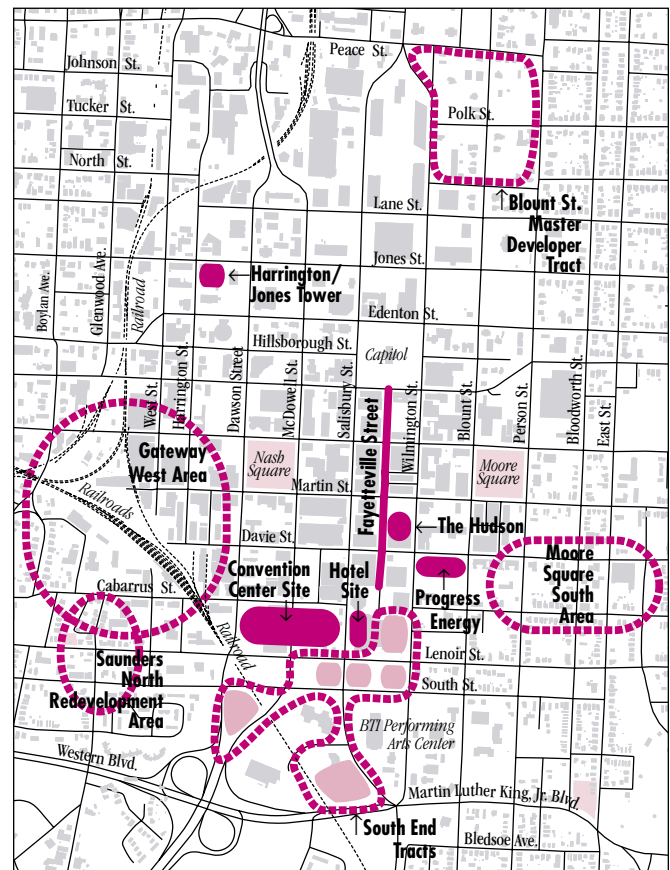 Peace St.
Johnson St.
Tucker St.
Polk St.
North St.
Lane St.
Blount St.
Master
Developer
Tract
Jones St.
Harrington/
Jones Tower
Boylan Ave.
Glenwood Ave.
Railroad
Edenton St.
Hillsborough St.
Capitol
West St.
Harrington St.
Dawson Street
McDowell St.
Salisbury St.
Fayetteville Street
Wilmington St.
Blount St.
Person St.
Bloodworth St.
East St.
Gateway
West Area
Nash
Square
Moore
Square
Martin St.
Railroads
Davie St.
The Hudson
Convention
Center Site
Hotel
Site
Progress
Energy
Moore
Square
South
Area
Cabarrus St.
Railroad
Lenoir St.
Saunders
North
Redevelopment
Area
South St.
BTI Performing
Arts Center
Western Blvd.
Martin Luther King, Jr. Blvd.
South End
Tracts
Bledsoe Ave.